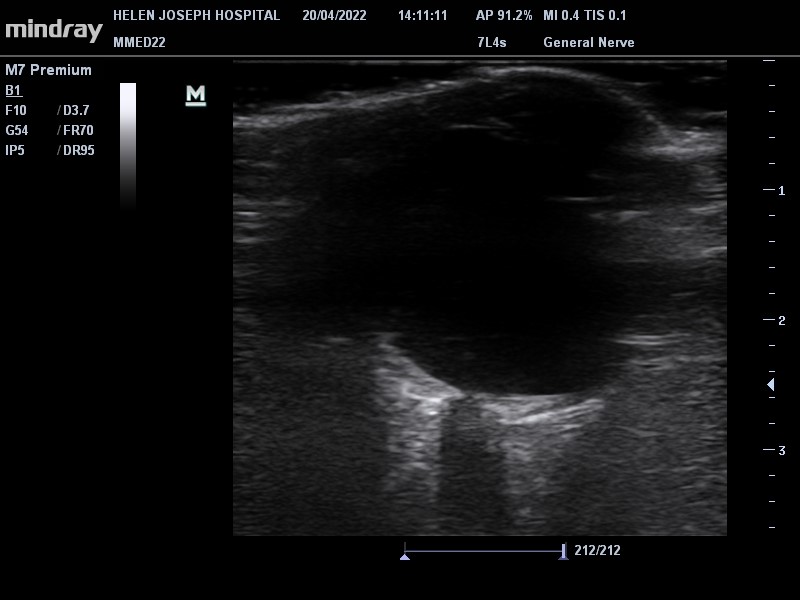 mindray
HELEN JOSEPH HOSPITAL 20/04/2022 14:11:11 AP 91.2% MI 0.4 TIS 0.1
MMED22 7L4s General Nerve
M7 Premium
B1
F10 / D3.7
G54 / FR70
IP5 / DR95
M
1
2
3
212/212